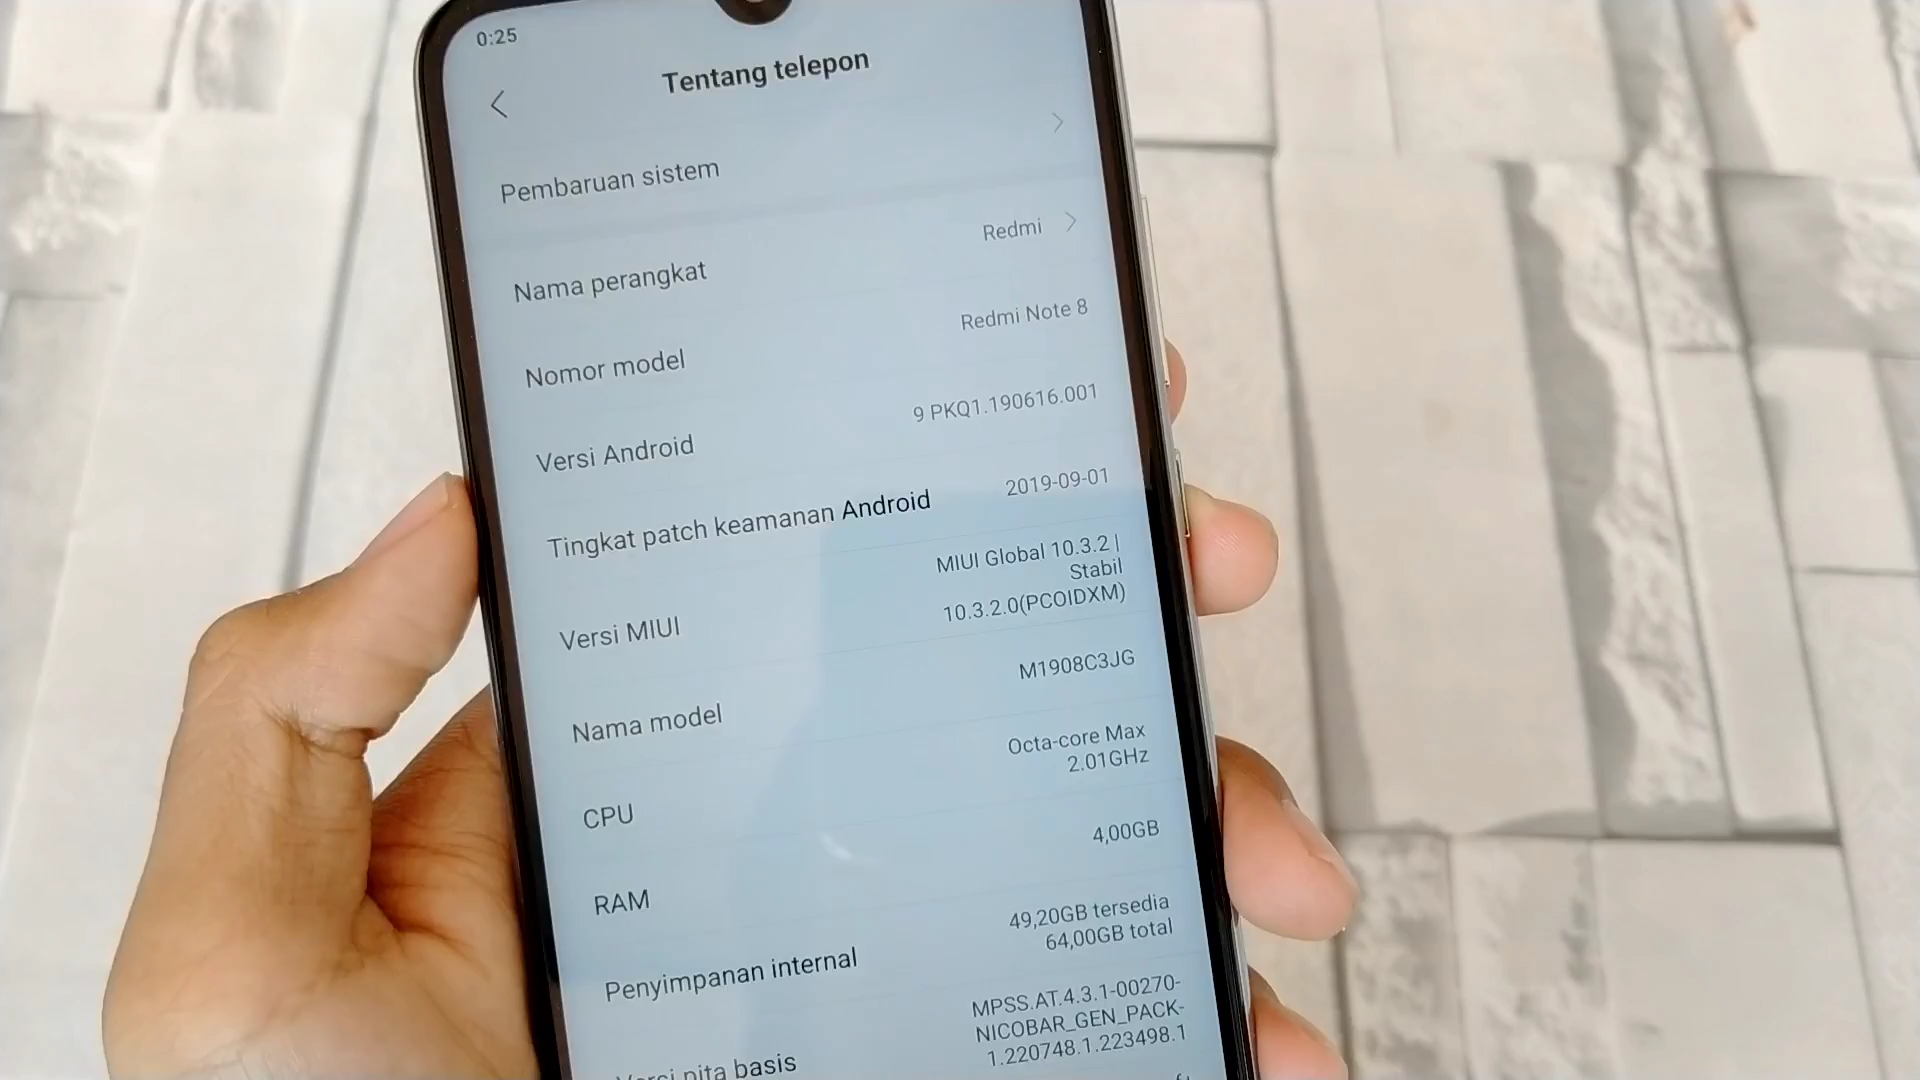 0:25
Tentang telepon
Pembaruan sistem
Nama perangkat
Redmi
Nomor model
Redmi Note 8
Versi Android
9 PKQ1.190616.001
Tingkat patch keamanan Android
2019-09-01
Versi MIUI
MIUI Global 10.3.2 |
Stabil
10.3.2.0(PCOIDXM)
Nama model
M1908C3JG
CPU
Octa-core Max
2.01GHz
RAM
4,00GB
Penyimpanan internal
49,20GB tersedia
64,00GB total
Versi pita basis
MPSS.AT.4.3.1-00270-
NICOBAR_GEN_PACK-
1.220748.1.223498.1